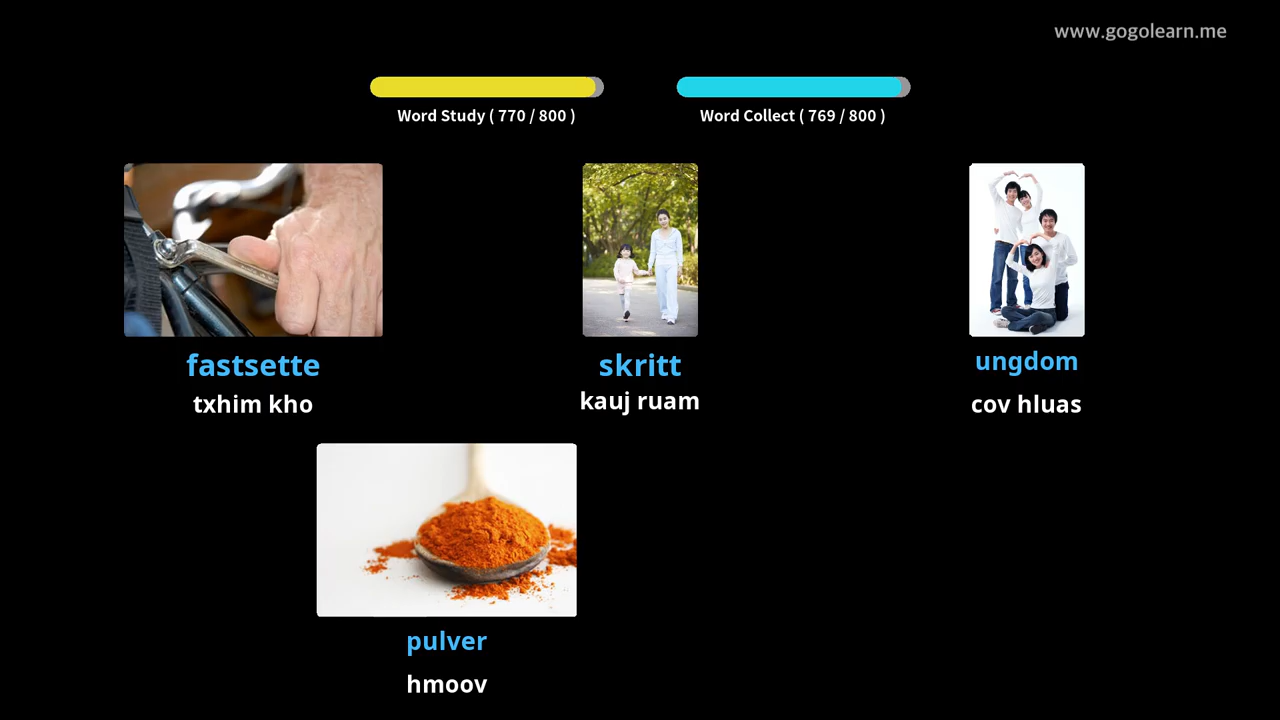 www.gogolearn.me
Word Study ( 770 / 800 )
Word Collect ( 769 / 800 )
fastsette
txhim kho
skritt
kauj ruam
ungdom
cov hluas
pulver
hmoov